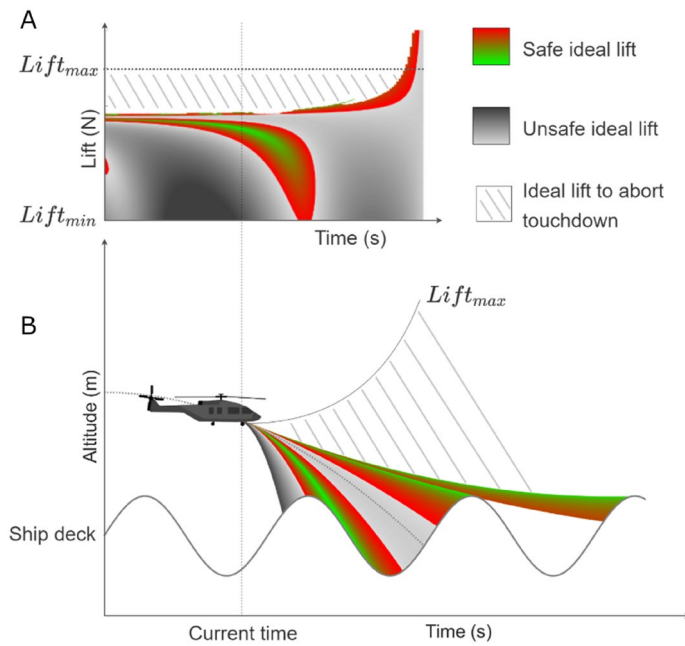 A
Lift_max
Lift (N)
Lift_min
Time (s)
Safe ideal lift
Unsafe ideal lift
Ideal lift to abort
touchdown
B
Lift_max
Altitude (m)
Ship deck
Current time
Time (s)